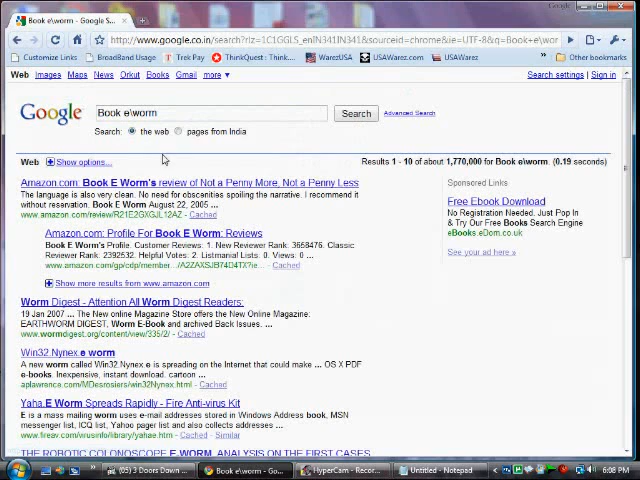 Book e\worm - Google S...
Google
http://www.google.co.in/search?rlz=1C1GGLS_enIN341IN341&sourceid=chrome&ie=UTF-8&q=Book+e\wor
Customize Links BroadBand Usage Trek Pay ThinkQuest : Think.... WarezUSA USAWarez.com USAWarez
Web Images Maps News Orkut Books Gmail more ▼ Search settings | Sign in
Google Book e\worm Search Advanced Search
Search: the web pages from India
Web Show options... Results 1 - 10 of about 1,770,000 for Book e\worm. (0.19 seconds)
Amazon.com: Book E Worm's review of Not a Penny More, Not a Penny Less
The language is also very clean. No need for obscenities spoiling the narrative. I recommend it
without reservation. Book E Worm August 22, 2005 ...
www.amazon.com/review/R21E2GXGJL12AZ - Cached
Amazon.com: Profile For Book E Worm: Reviews
Book E Worm's Profile. Customer Reviews: 1. New Reviewer Rank: 3658476. Classic
Reviewer Rank: 2392532. Helpful Votes: 2. Listmania! Lists: 0. Views: 0 ...
www.amazon.com/gp/cdp/member.../A2ZAXSJB74D4TX?ie... - Cached
Show more results from www.amazon.com
Worm Digest - Attention All Worm Digest Readers:
19 Jan 2007 ... The New online Magazine Store offers the New Online Magazine:
EARTHWORM DIGEST, Worm E-Book and archived Back Issues. ...
www.wormdigest.org/content/view/335/2/ - Cached
Win32.Nynex.e worm
A new worm called Win32.Nynex.e is spreading on the Internet that could make ... OS X PDF
e-books. Inexpensive, instant download. cartoon ...
aplawrence.com/MDesrosiers/win32Nynex.html - Cached
Yaha.E Worm Spreads Rapidly - Fire Anti-virus Kit
E is a mass mailing worm uses e-mail addresses stored in Windows Address book, MSN
messenger list, ICQ list, Yahoo pager list and also collects addresses ...
www.fireav.com/virusinfo/library/yahae.htm - Cached - Similar
THE ROBOTIC COLONOSCOPE E.WORM, ANALYSIS ON THE FIRST CASES
Sponsored Links
Free Ebook Download
No Registration Needed. Just Pop In
& Try Our Books Search Engine
eBooks.eDom.co.uk
See your ad here »
(05) 3 Doors Down ... Book e\worm - Go... HyperCam - Recor... Untitled - Notepad 6:08 PM